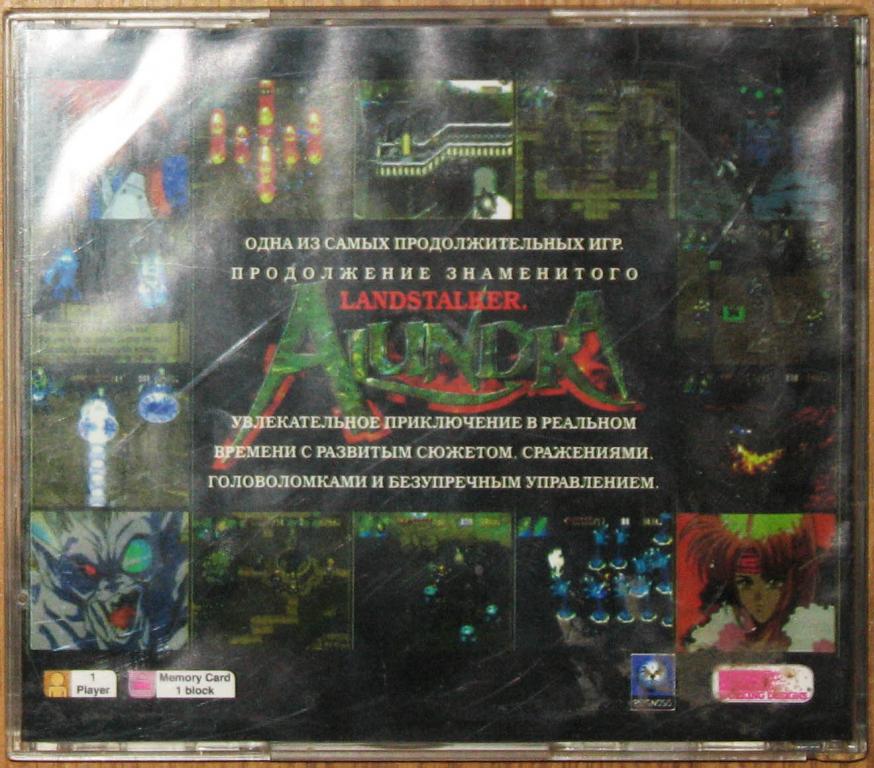 ОДНА ИЗ САМЫХ ПРОДОЛЖИТЕЛЬНЫХ ИГР.
ПРОДОЛЖЕНИЕ ЗНАМЕНИТОГО
LANDSTALKER.
ALUNDRA
УВЛЕКАТЕЛЬНОЕ ПРИКЛЮЧЕНИЕ В РЕАЛЬНОМ
ВРЕМЕНИ С РАЗВИТЫМ СЮЖЕТОМ, СРАЖЕНИЯМИ,
ГОЛОВОЛОМКАМИ И БЕЗУПРЕЧНЫМ УПРАВЛЕНИЕМ.
1
Player
Memory Card
1 block